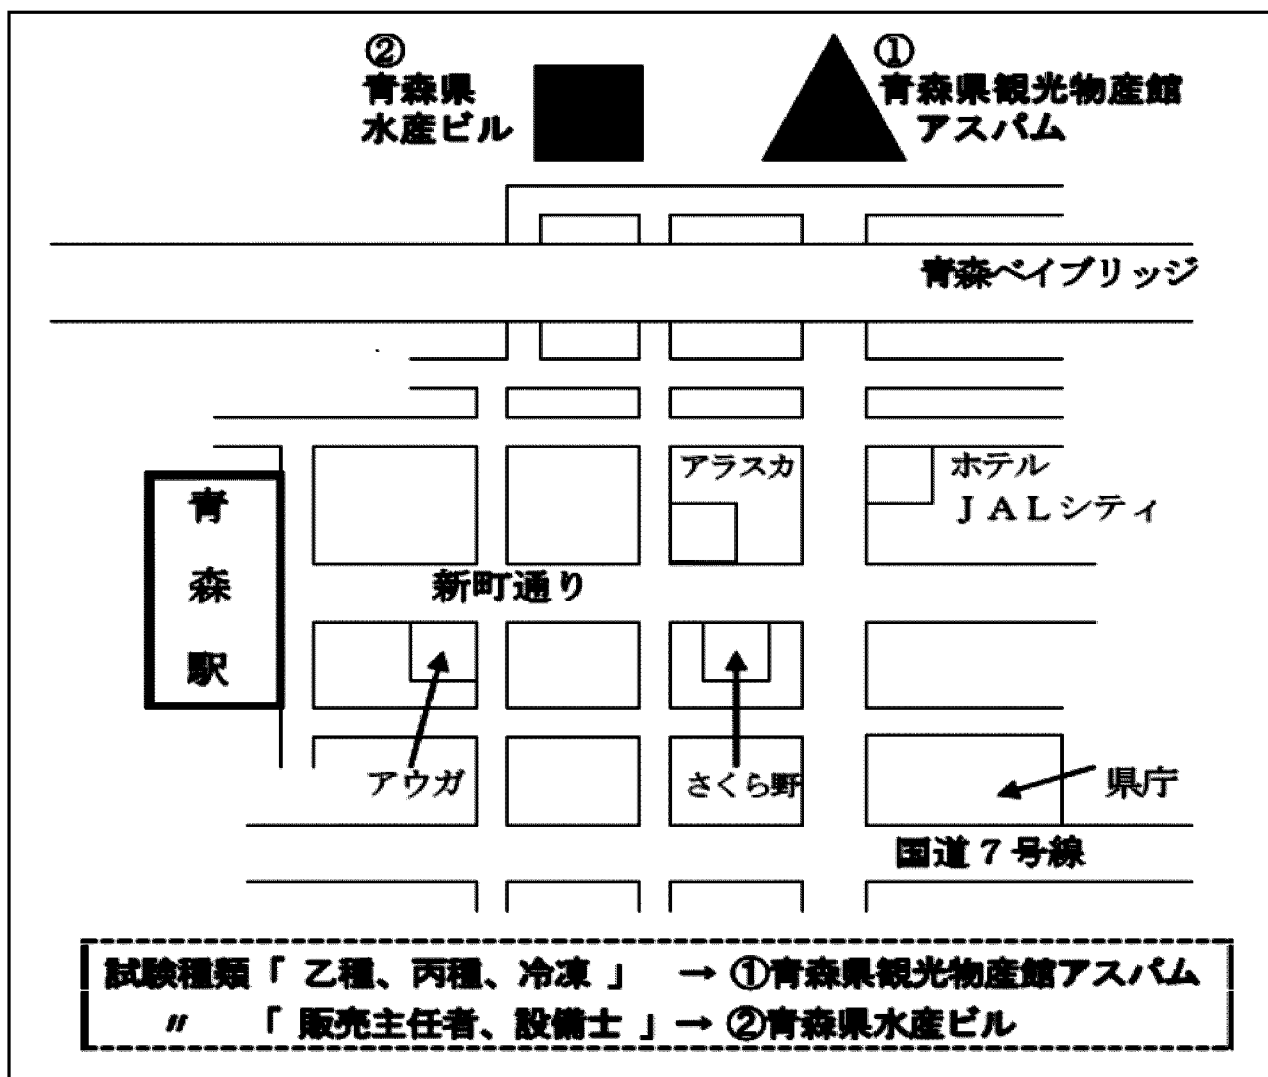 ②
青森県
水産ビル
①
青森県観光物産館
アスパム
青森ベイブリッジ
アラスカ
ホテル
ＪＡＬシティ
青森駅
新町通り
アウガ
さくら野
県庁
国道７号線
試験種類「 乙種、丙種、冷凍 」 → ①青森県観光物産館アスパム
〃 「 販売主任者、設備士 」→ ②青森県水産ビル